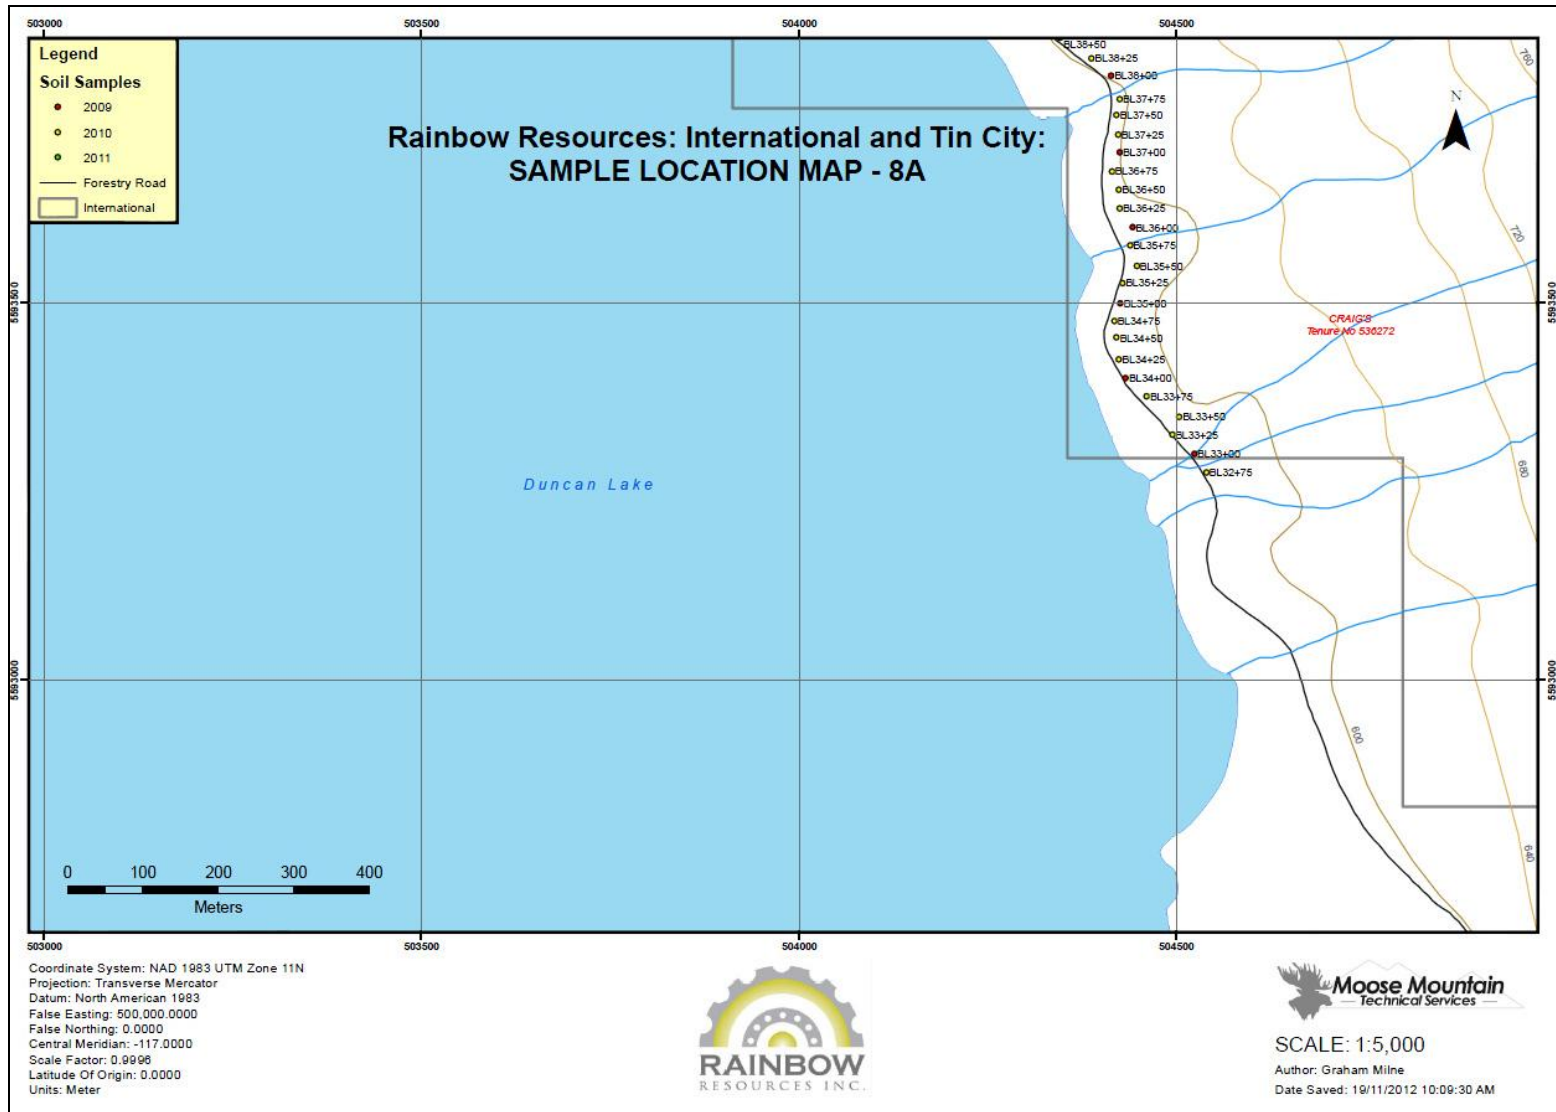 503000
503500
504000
504500
Legend
Soil Samples
2009
2010
2011
Forestry Road
International
Rainbow Resources: International and Tin City:
SAMPLE LOCATION MAP - 8A
BL38+50
BL38+25
BL38+00
BL37+75
BL37+50
BL37+25
BL37+00
BL36+75
BL36+50
BL36+25
BL36+00
BL35+75
BL35+50
BL35+25
BL35+00
BL34+75
BL34+50
BL34+25
BL34+00
BL33+75
BL33+50
BL33+25
BL33+00
BL32+75
760
N
720
5593500
5593500
CRAIG'S
Tenure No 536272
680
Duncan Lake
5593000
5593000
600
640
0 100 200 300 400
Meters
503000
503500
504000
504500
Coordinate System: NAD 1983 UTM Zone 11N
Projection: Transverse Mercator
Datum: North American 1983
False Easting: 500,000.0000
False Northing: 0.0000
Central Meridian: -117.0000
Scale Factor: 0.9996
Latitude Of Origin: 0.0000
Units: Meter
RAINBOW
RESOURCES INC.
Moose Mountain
Technical Services
SCALE: 1:5,000
Author: Graham Milne
Date Saved: 19/11/2012 10:09:30 AM